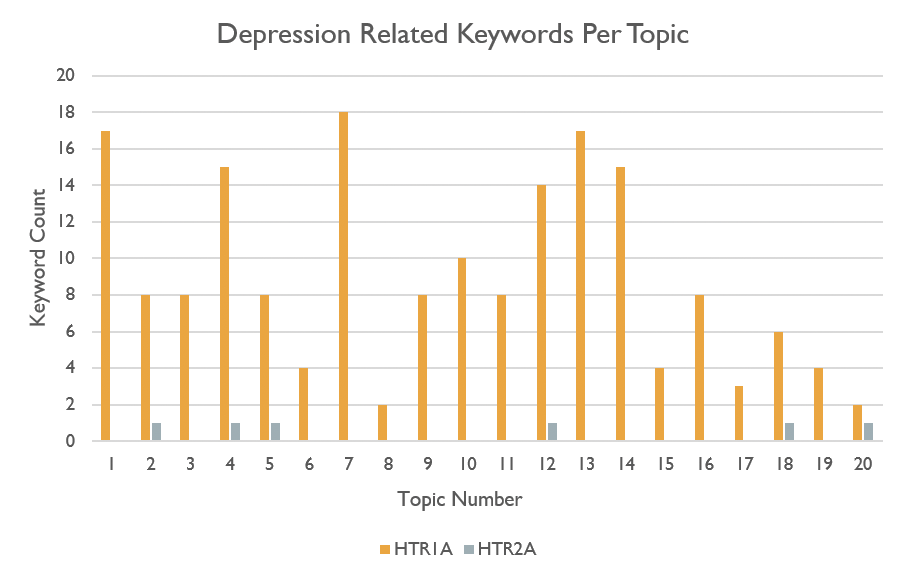 Depression Related Keywords Per Topic
20
18
16
14
12
10
8
6
4
2
0
Keyword Count
1 2 3 4 5 6 7 8 9 10 11 12 13 14 15 16 17 18 19 20
Topic Number
HTR1A HTR2A